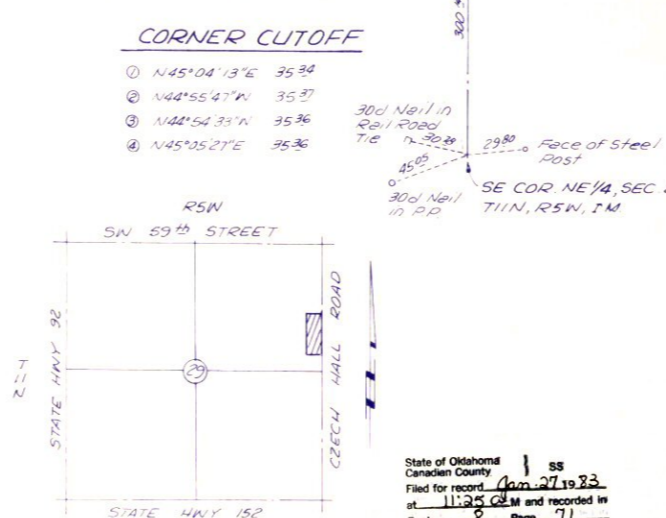 CORNER CUTOFF
① N45°04'13"E 35.34
② N44°55'47"W 35.37
③ N44°54'33"W 35.36
④ N45°05'27"E 35.36
30d Nail in
Rail Road
Tie
30.39
45.05
30d Nail
in P.P.
29.80
Face of Steel
Post
SE COR. NE 1/4, SEC.
T11N, R5W, I.M.
R5W
SW 59th STREET
T
11
N
STATE HWY 92
29
CZECH HALL ROAD
STATE HWY 152
State of Oklahoma
Canadian County } SS
Filed for record Jan. 27 19 83
at 11:25 M and recorded in
8 Page 71